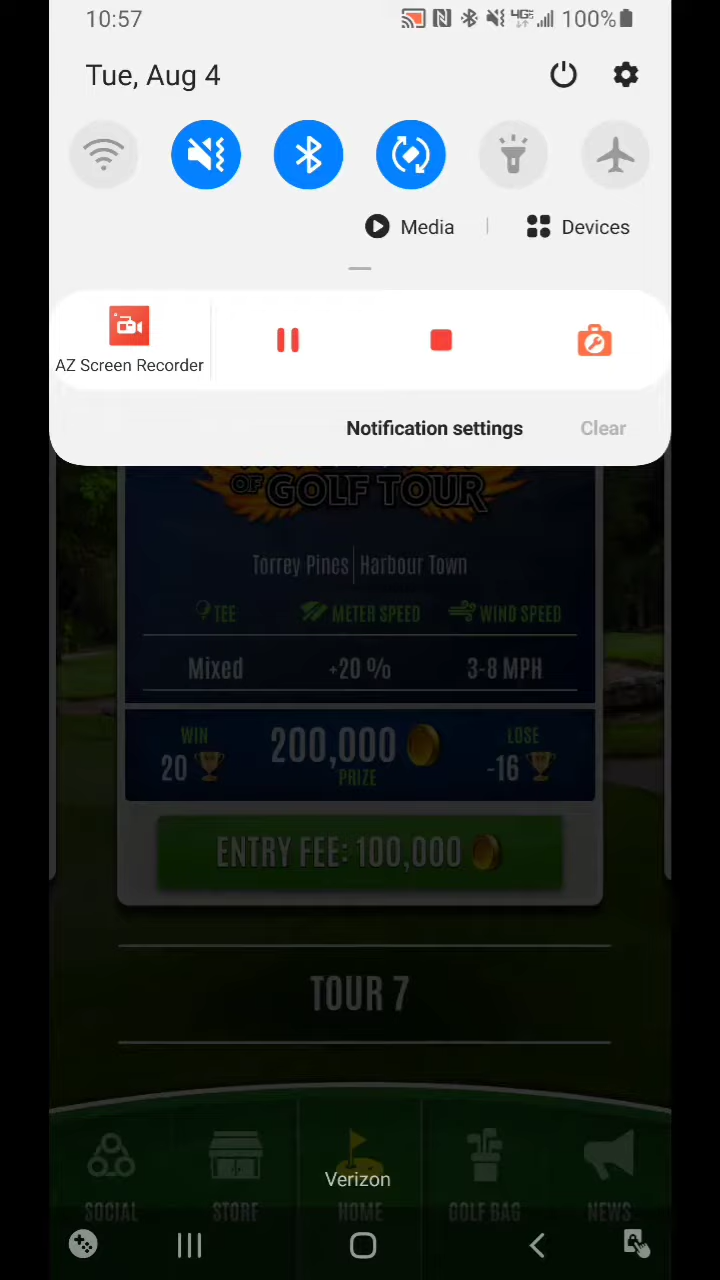 10:57 4GE 100%
Tue, Aug 4
Media Devices
AZ Screen Recorder
Notification settings Clear
OF GOLF TOUR
Torrey Pines Harbour Town
TEE METER SPEED WIND SPEED
Mixed +20 % 3-8 MPH
WIN 200,000 LOSE
20 PRIZE -16
ENTRY FEE: 100,000
TOUR 7
Verizon
SOCIAL STORE HOME GOLF BAG NEWS